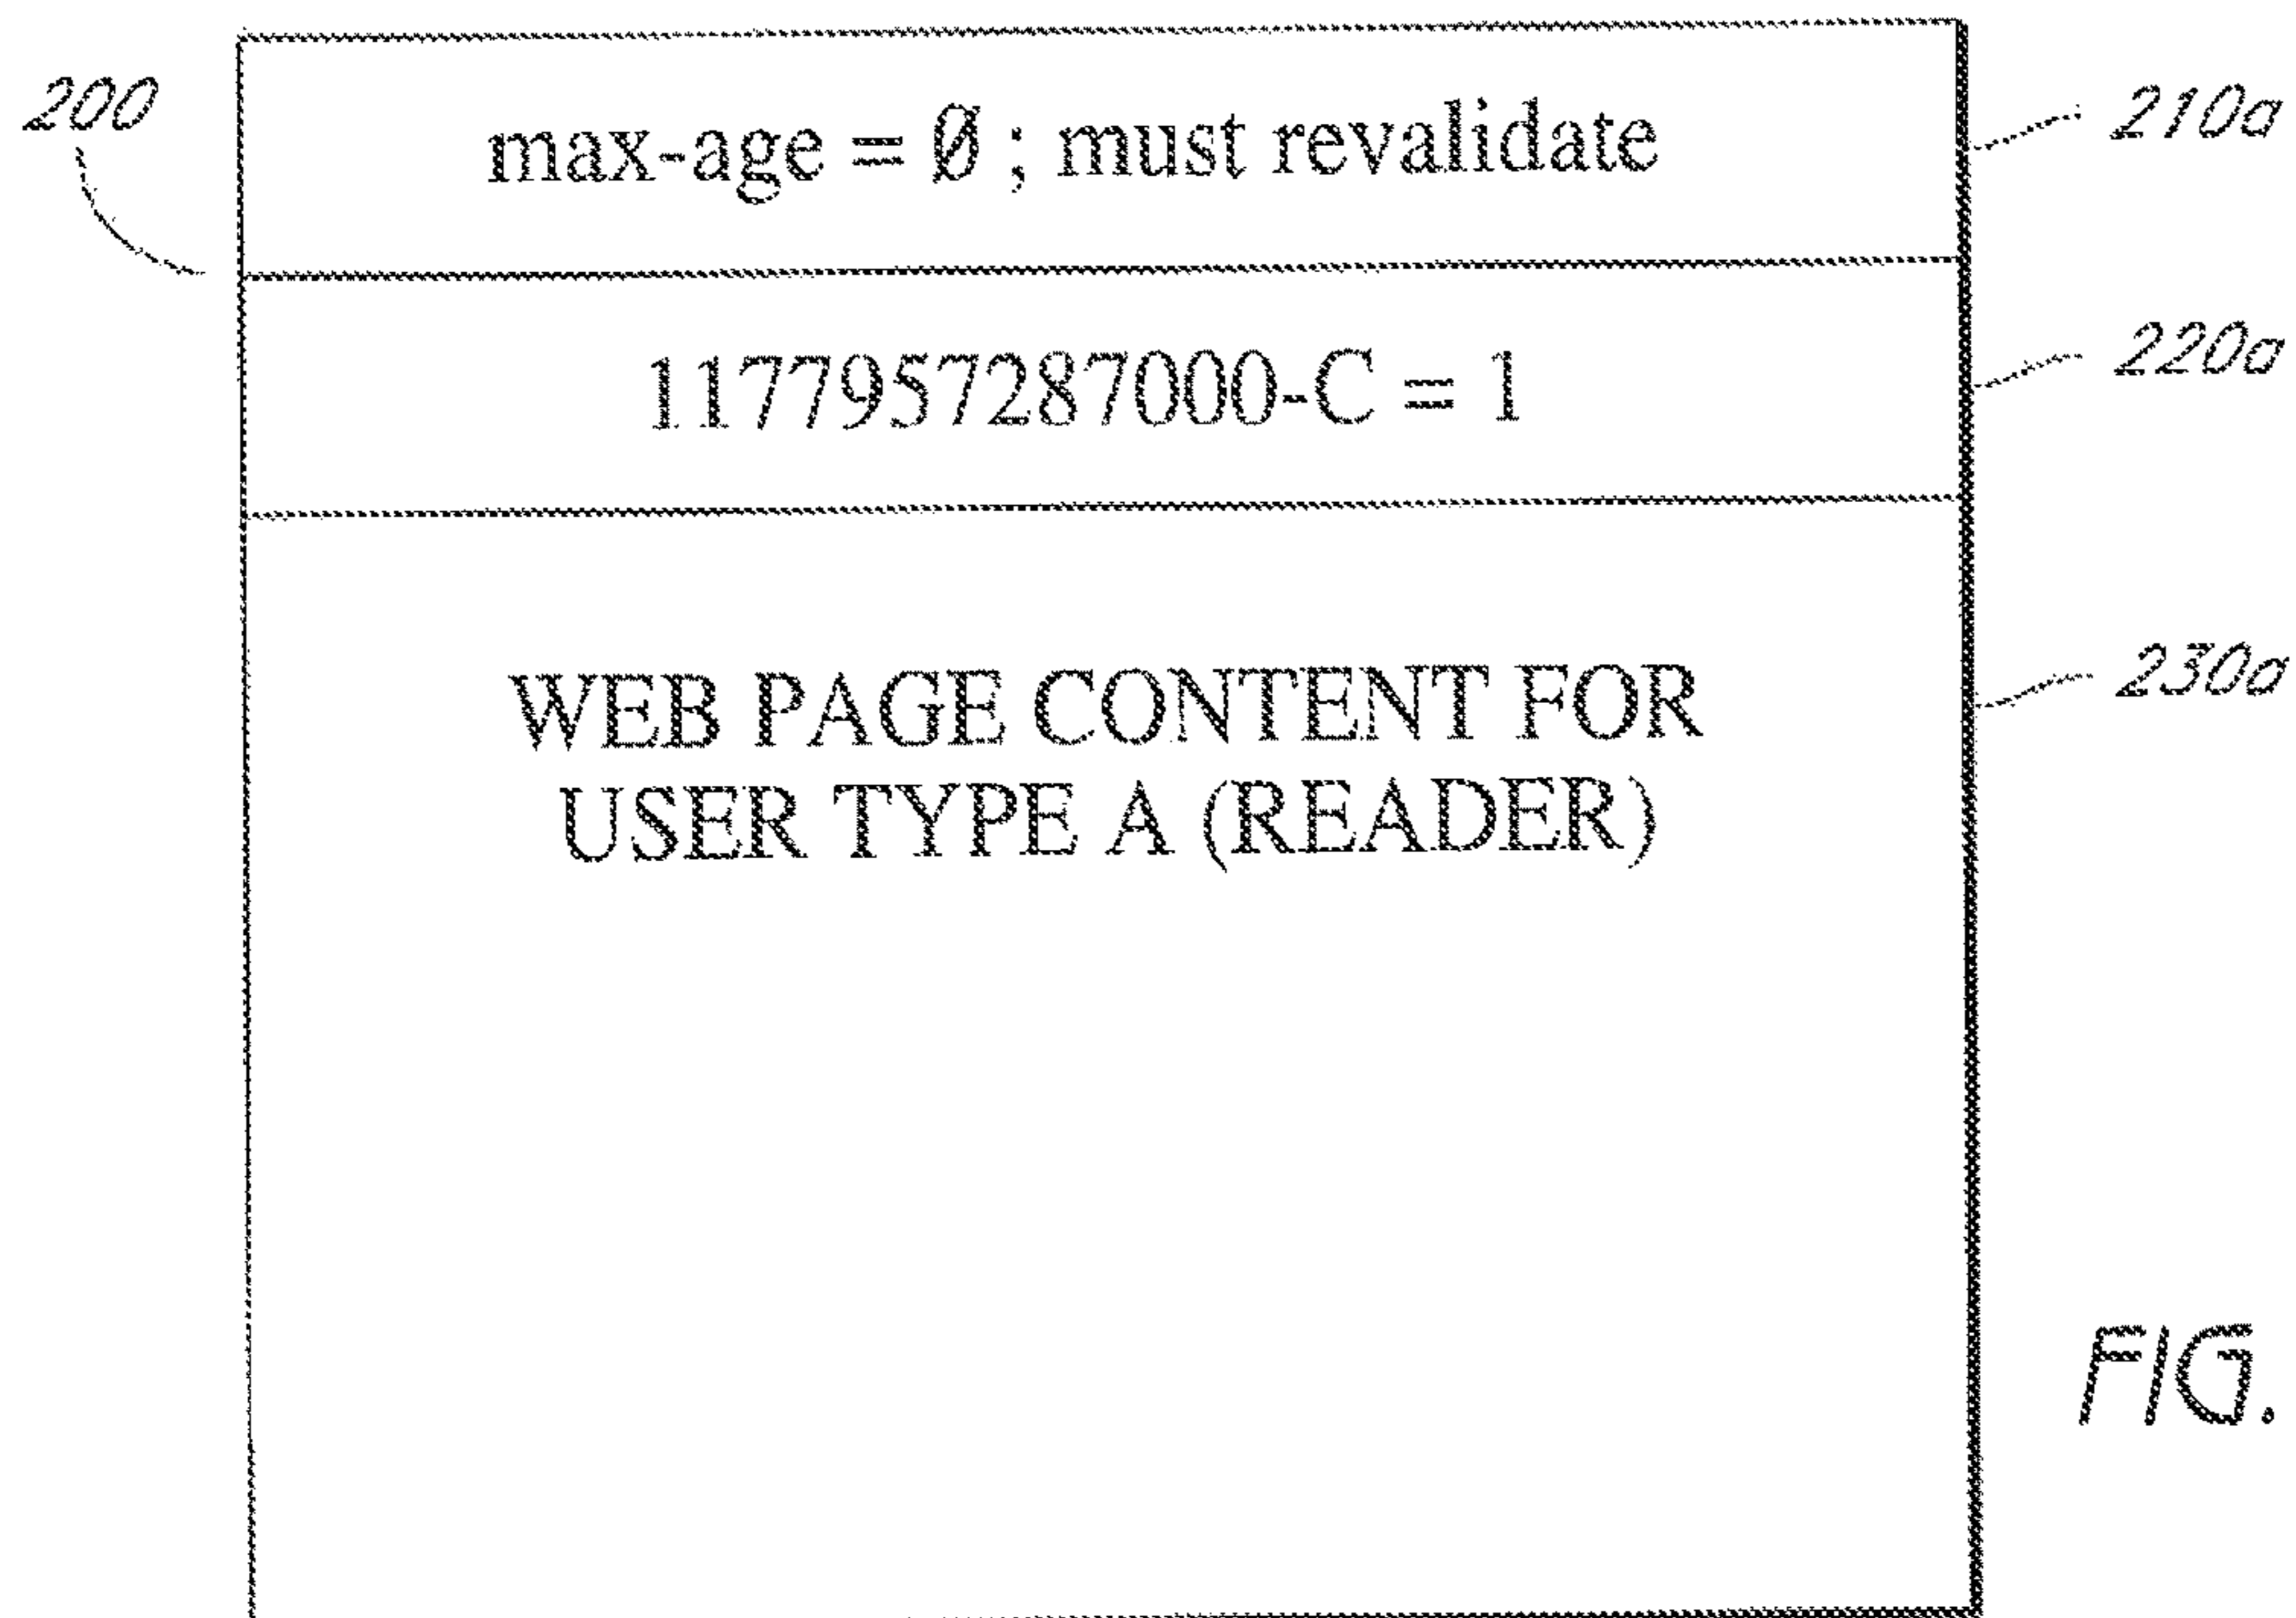 200
max-age = Ø ; must revalidate
210a
1177957287000-C = 1
220a
WEB PAGE CONTENT FOR
USER TYPE A (READER)
230a
FIG.